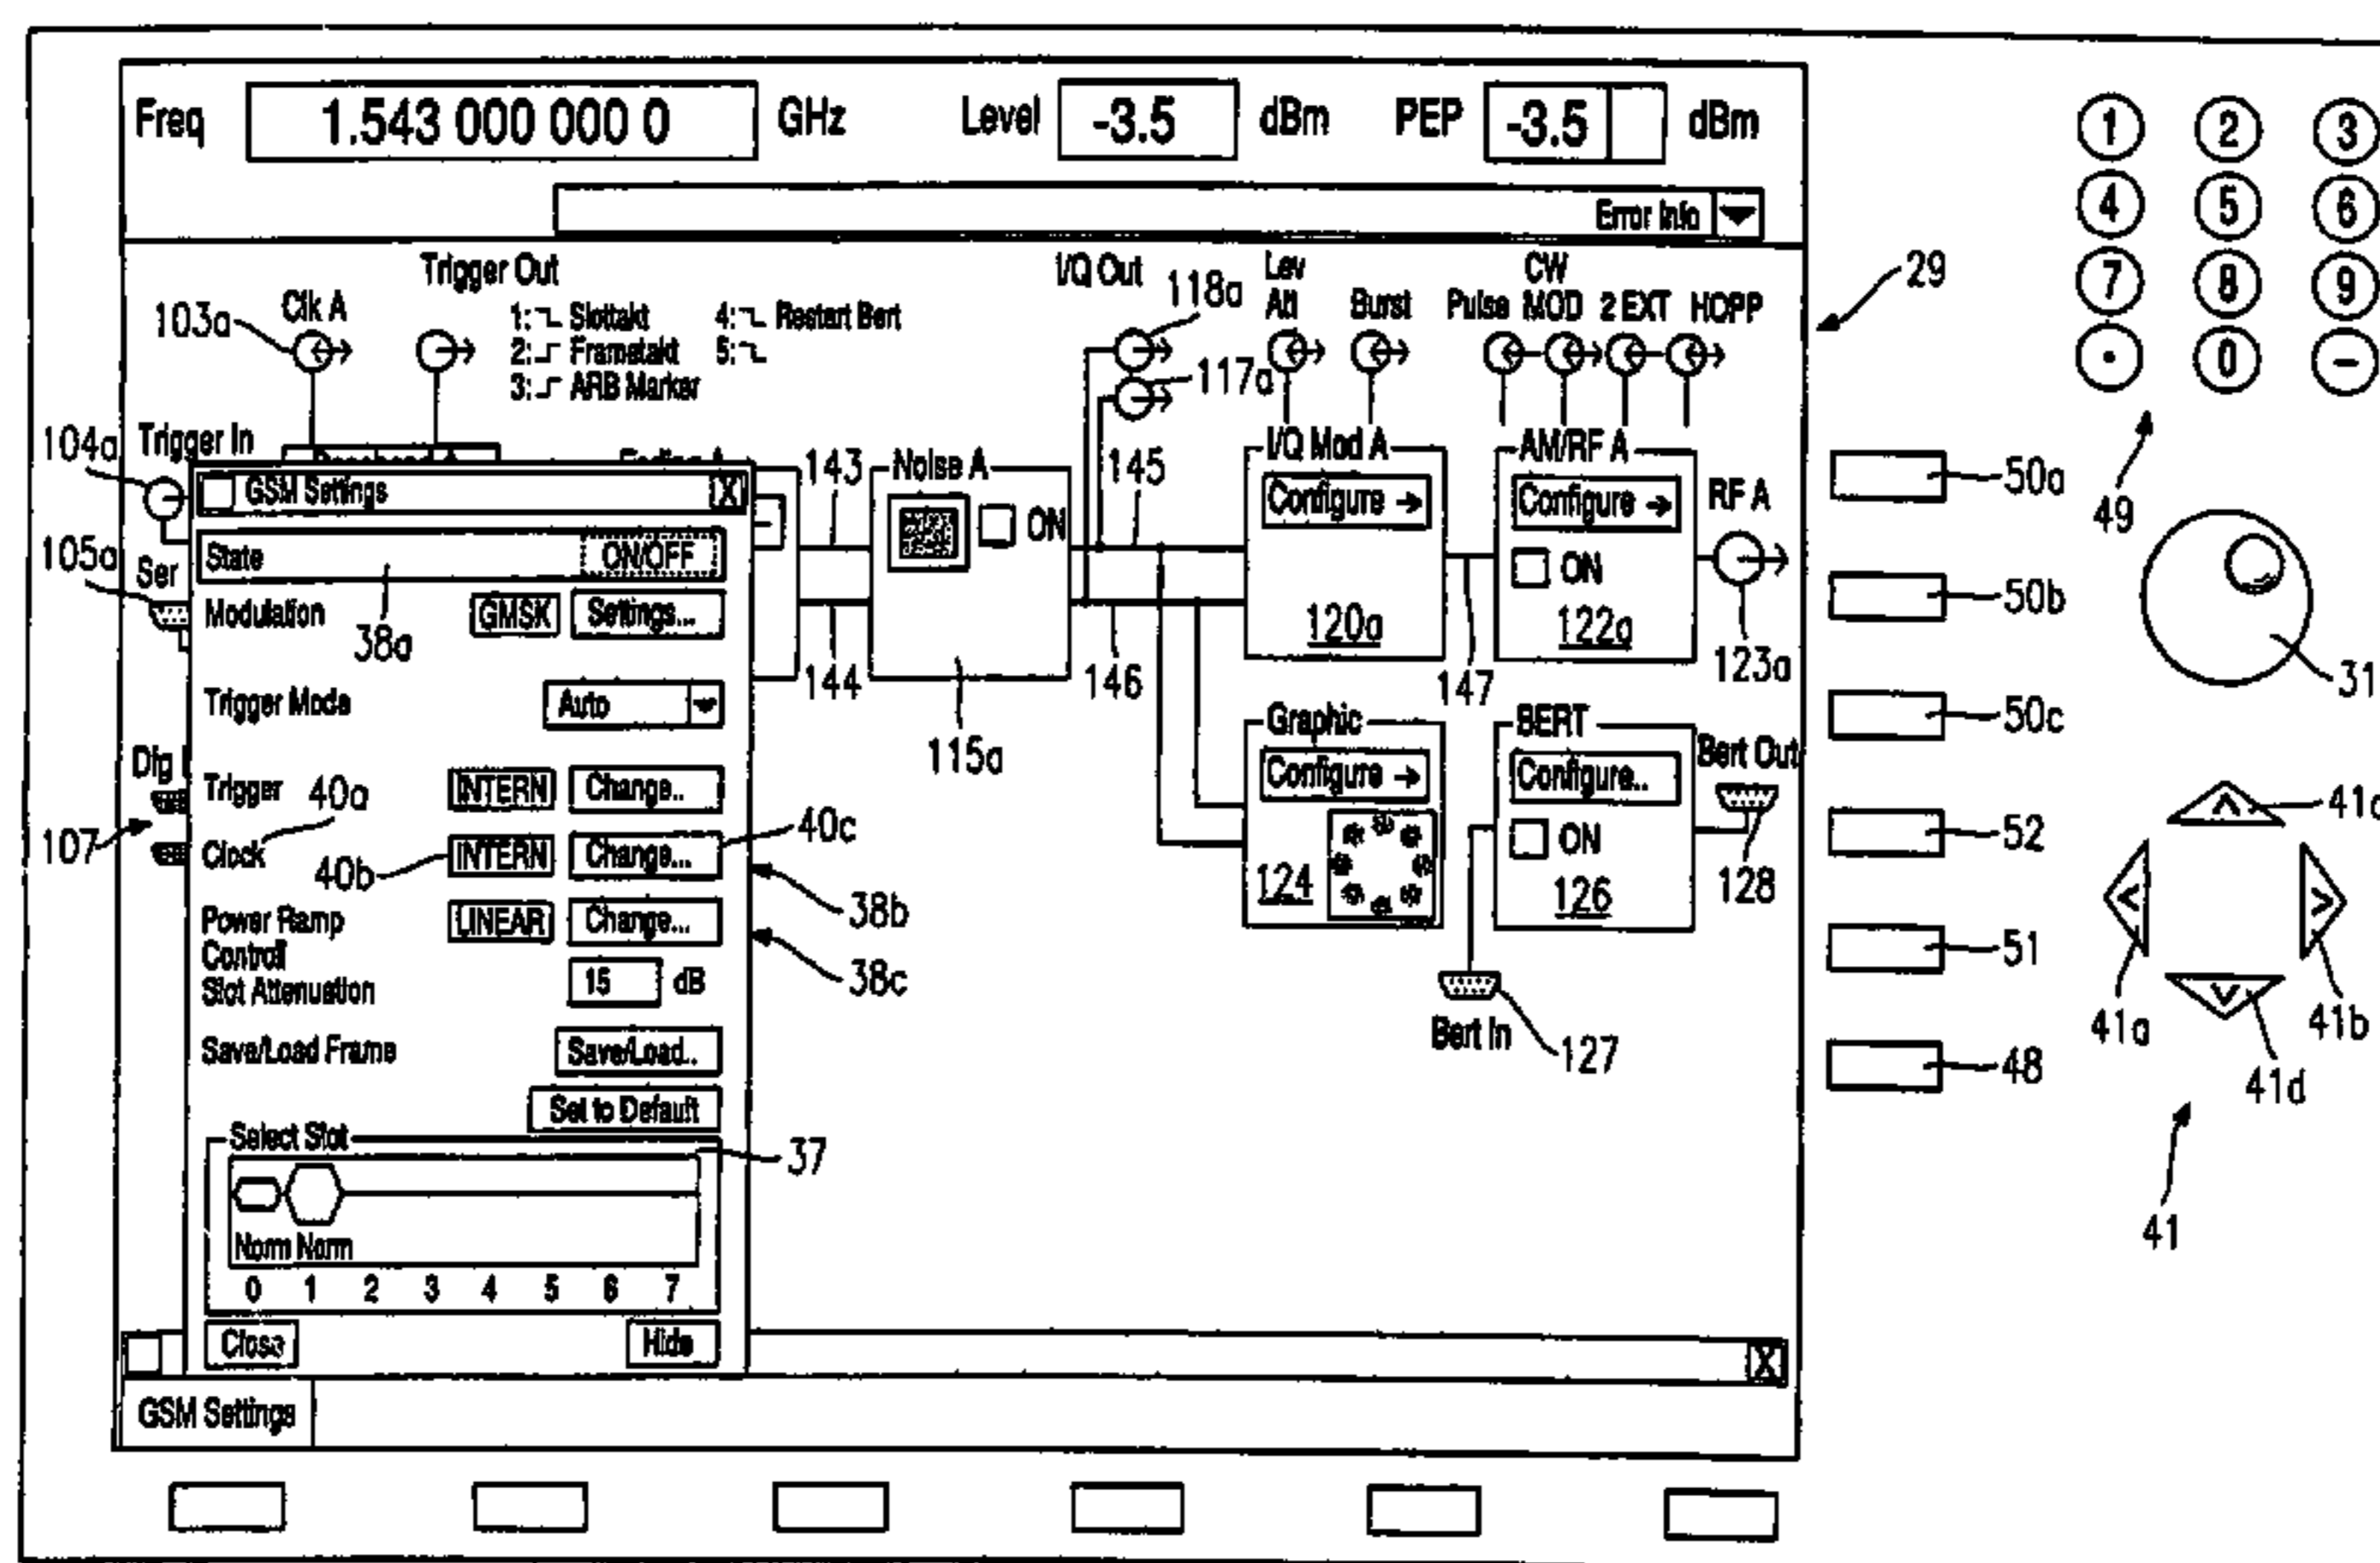 Freq 1.543 000 000 0 GHz Level -3.5 dBm PEP -3.5 dBm
Error Info
Trigger Out
1: Slottakt 4: Restart Bert
2: Frametakt 5:
3: ARB Marker
103a Clk A
I/Q Out
118a
117a
Lev Att Burst Pulse CW MOD 2 EXT HOPP
29
1 2 3
4 5 6
7 8 9
. 0 -
49
104a Trigger In
105a Ser
Dig
107
GSM Settings X
State ON/OFF
38a
Modulation GMSK Settings...
Trigger Mode Auto
Trigger INTERN Change..
40a
Clock INTERN Change...
40b
40c
38b
Power Ramp Controll LINEAR Change...
38c
Slot Attenuation 15 dB
Save/Load Frame Save/Load..
Set to Default
Select Slot
37
Norm Norm
0 1 2 3 4 5 6 7
Close Hide
143
144
Noise A
ON
115a
145
146
I/Q Mod A
Configure →
120a
147
AM/RF A
Configure →
ON
122a
RF A
123a
Graphic
Configure →
124
BERT
Configure..
ON
126
Bert Out
128
Bert In
127
50a
50b
50c
52
51
48
31
41a
41b
41d
41
X
GSM Settings